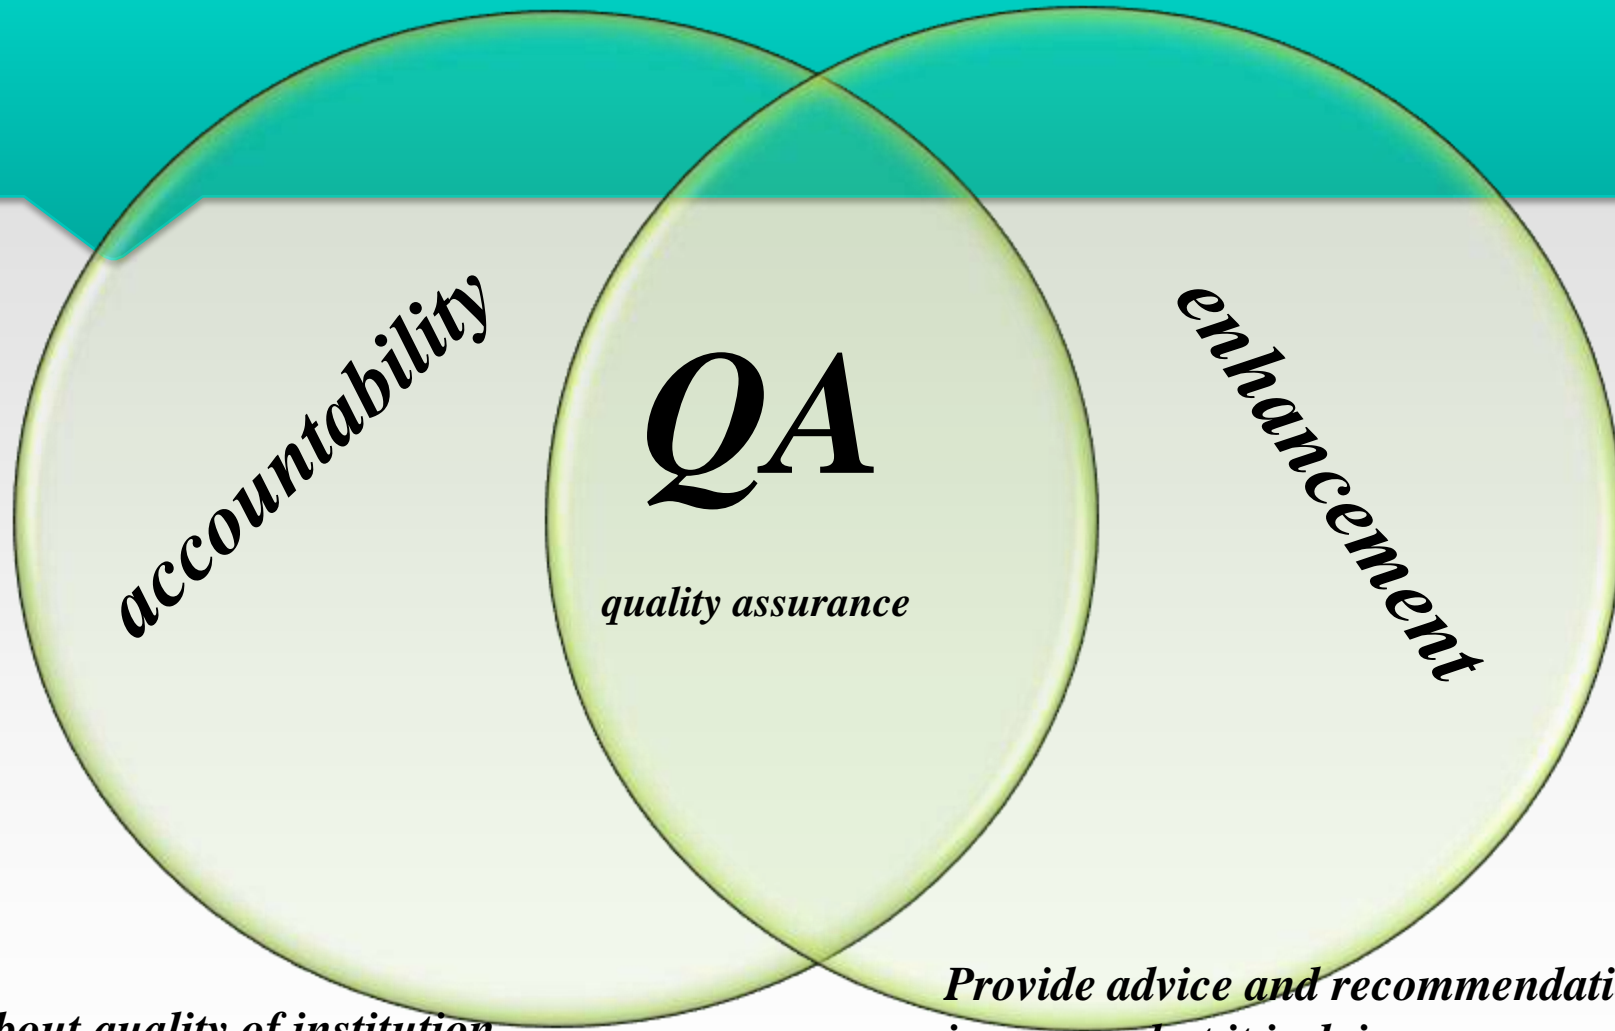 accountability
QA
quality assurance
enhancement
Provide advice and recommendati
bout quality of institution